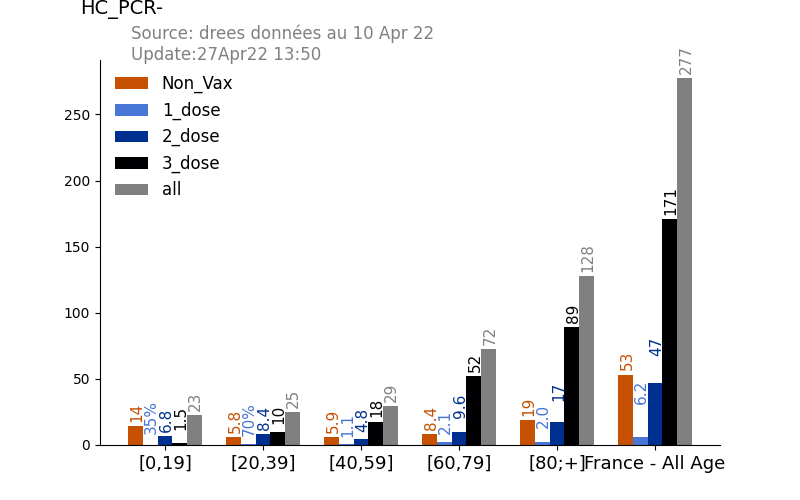 HC_PCR-
Source: drees données au 10 Apr 22
Update:27Apr22 13:50
Non_Vax
1_dose
2_dose
3_dose
all
250
200
150
100
50
0
14 35% 6.8 1.5 23
5.8 70% 8.4 10 25
5.9 1.1 4.8 18 29
8.4 2.1 9.6 52 72
19 2.0 17 89 128
53 6.2 47 171 277
[0,19] [20,39] [40,59] [60,79] [80;+] France - All Age